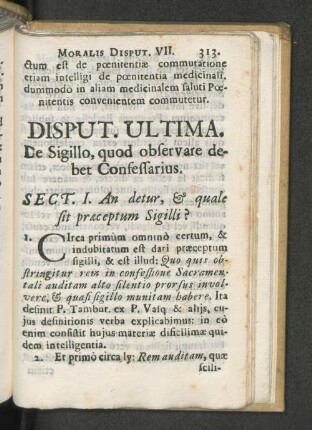 MORALIS DISPUT. VII. 313.
ctum est de pœnitentiæ commutatione
etiam intelligi de pœnitentia medicinali,
dummodo in aliam medicinalem saluti Pœ-
nitentis convenientem commutetur.
DISPUT. ULTIMA.
De Sigillo, quod observare de-
bet Confessarius.
SECT. I. An detur, & quale
sit præceptum Sigilli?
1. CIrca primùm omninò certum, &
indubitatum est dari præceptum
sigilli, & est illud; Quo quis ob-
stringitur reis in confessione Sacramen-
tali auditam alto silentio prorsus invol-
vere, & quasi sigillo munitam habere. Ita
definit P. Tambur. ex P. Vasq & alijs, cu-
jus definitionis verba explicabimus: in eò
enim consistit hujus materiæ difficilimæ qui-
dem intelligentia.
2. Et primò circa ly: Rem auditam, quæ
scili-